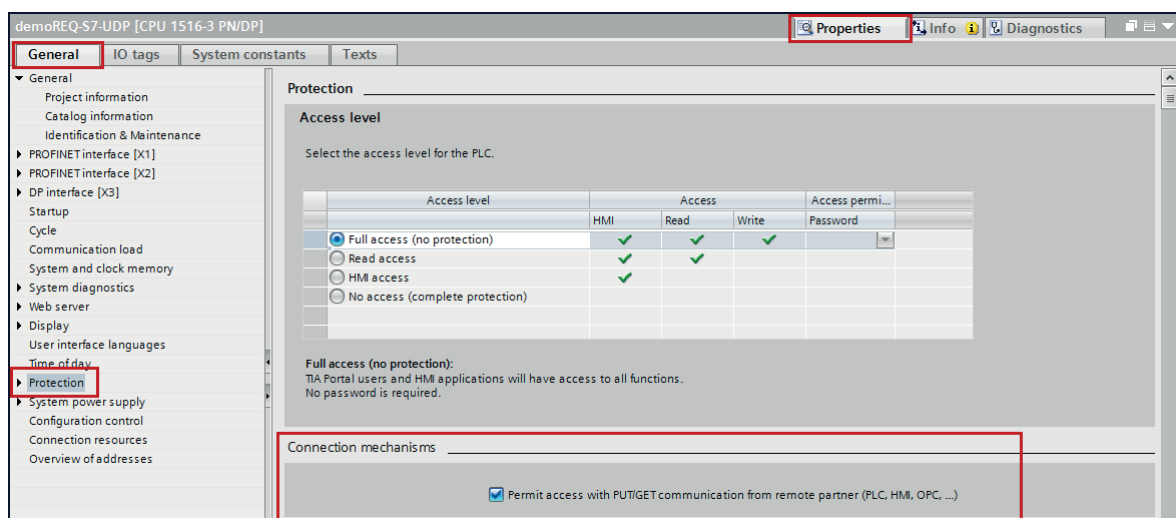 demoREQ-S7-UDP [CPU 1516-3 PN/DP]
Properties
Info
Diagnostics
General
IO tags
System constants
Texts
General
Project information
Catalog information
Identification & Maintenance
PROFINET interface [X1]
PROFINET interface [X2]
DP interface [X3]
Startup
Cycle
Communication load
System and clock memory
System diagnostics
Web server
Display
User interface languages
Time of day
Protection
System power supply
Configuration control
Connection resources
Overview of addresses
Protection
Access level
Select the access level for the PLC.
Access level Access Access permi...
HMI Read Write Password
Full access (no protection)
Read access
HMI access
No access (complete protection)
Full access (no protection):
TIA Portal users and HMI applications will have access to all functions.
No password is required.
Connection mechanisms
Permit access with PUT/GET communication from remote partner (PLC, HMI, OPC, ...)